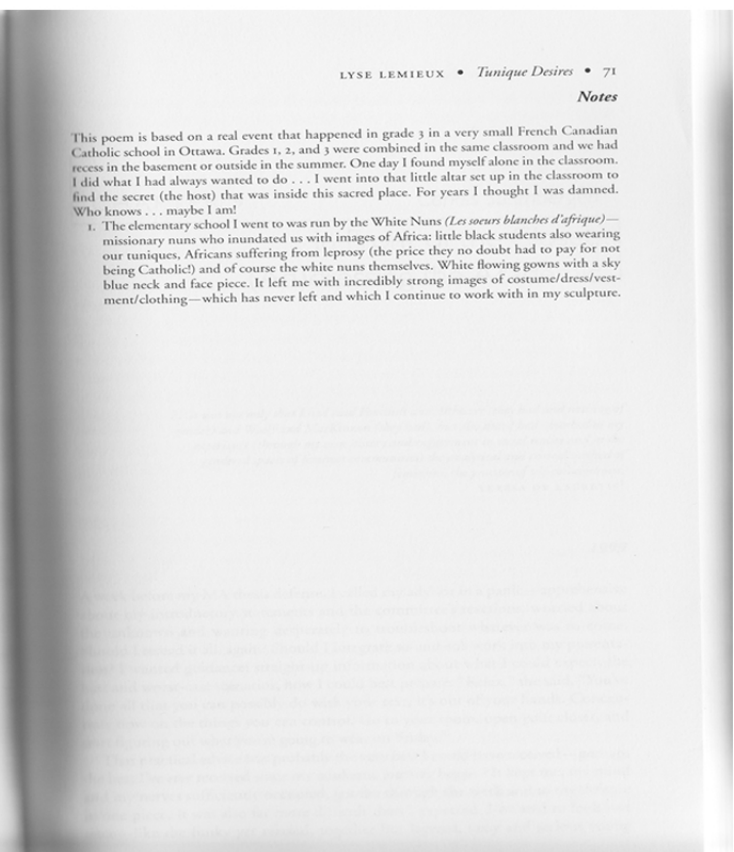 LYSE LEMIEUX • Tunique Desires • 71
Notes
This poem is based on a real event that happened in grade 3 in a very small French Canadian
Catholic school in Ottawa. Grades 1, 2, and 3 were combined in the same classroom and we had
recess in the basement or outside in the summer. One day I found myself alone in the classroom.
I did what I had always wanted to do . . . I went into that little altar set up in the classroom to
find the secret (the host) that was inside this sacred place. For years I thought I was damned.
Who knows . . . maybe I am!
1. The elementary school I went to was run by the White Nuns (Les soeurs blanches d'afrique)—
missionary nuns who inundated us with images of Africa: little black students also wearing
our tuniques, Africans suffering from leprosy (the price they no doubt had to pay for not
being Catholic!) and of course the white nuns themselves. White flowing gowns with a sky
blue neck and face piece. It left me with incredibly strong images of costume/dress/vest-
ment/clothing—which has never left and which I continue to work with in my sculpture.